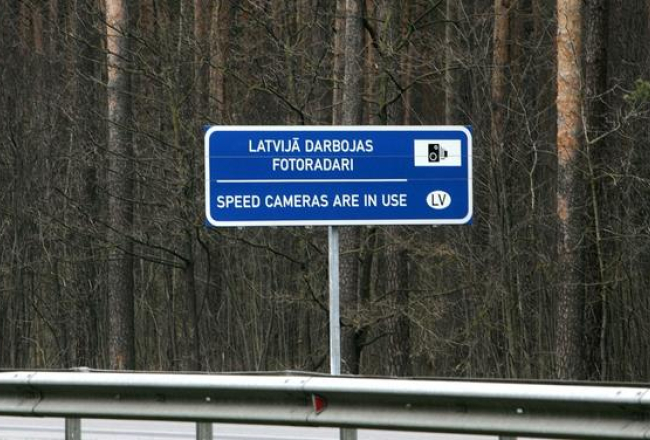 LATVIJĀ DARBOJAS
FOTORADARI
SPEED CAMERAS ARE IN USE
LV